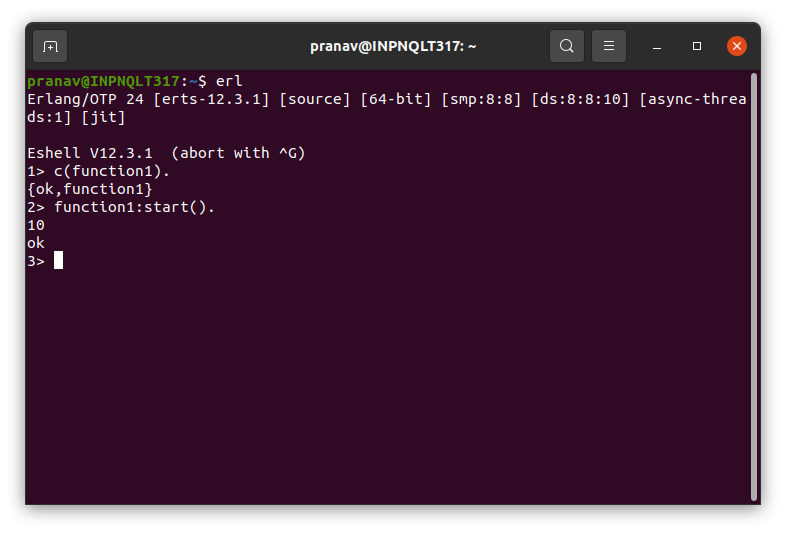 pranav@INPNQLT317: ~
pranav@INPNQLT317:~$ erl
Erlang/OTP 24 [erts-12.3.1] [source] [64-bit] [smp:8:8] [ds:8:8:10] [async-threa
ds:1] [jit]
Eshell V12.3.1  (abort with ^G)
1> c(function1).
{ok,function1}
2> function1:start().
10
ok
3>